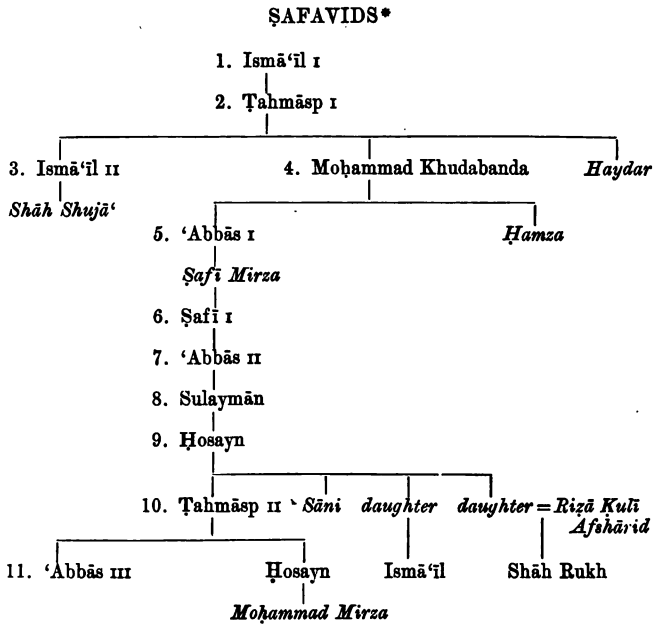 ṢAFAVIDS*
1. Ismā‘īl I
2. Ṭahmāsp I
3. Ismā‘īl II 4. Moḥammad Khudabanda Haydar
Shāh Shujā‘
5. ‘Abbās I Ḥamza
Ṣafī Mirza
6. Ṣafī I
7. ‘Abbās II
8. Sulaymān
9. Ḥosayn
10. Ṭahmāsp II Sāni daughter daughter = Riẓā Ḳulī
Afshārid
11. ‘Abbās III Ḥosayn Ismā‘īl Shāh Rukh
Moḥammad Mirza